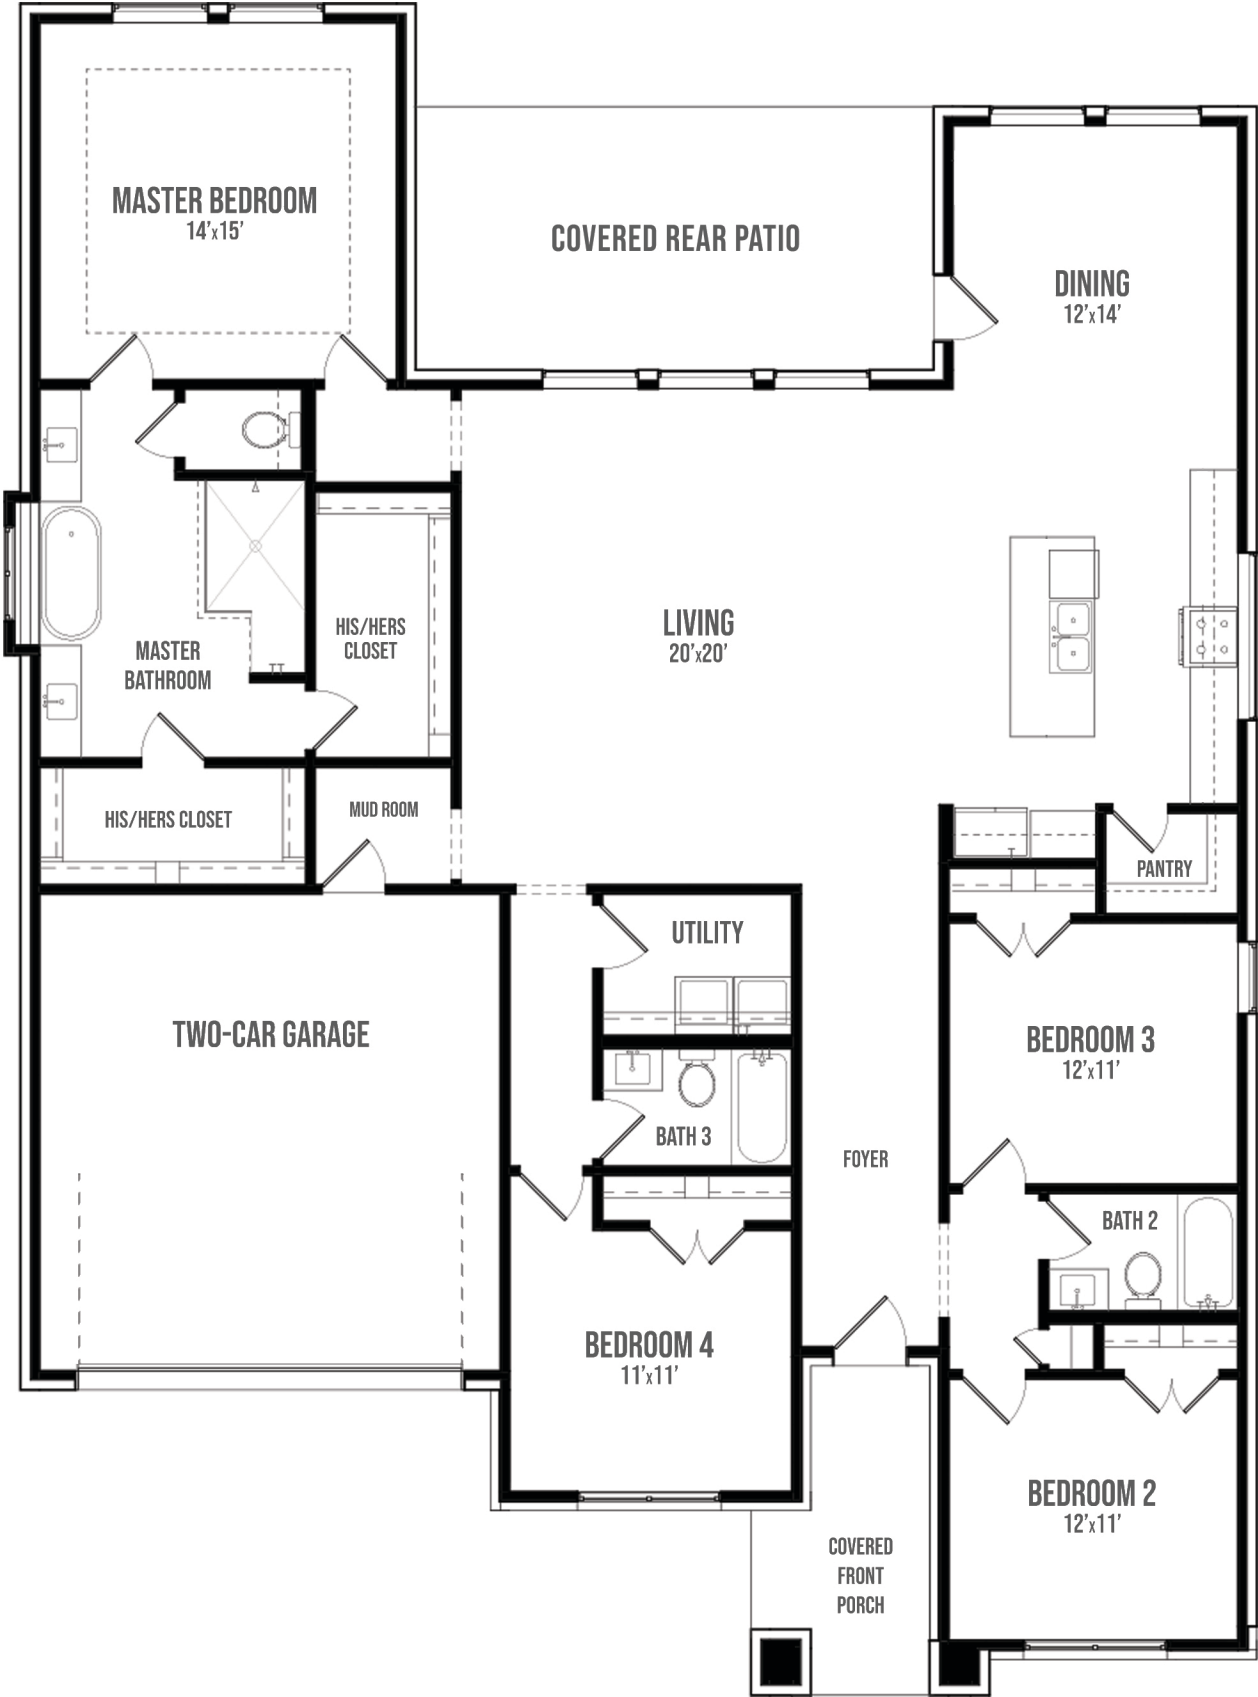 MASTER BEDROOM
14'x15'
COVERED REAR PATIO
DINING
12'x14'
LIVING
20'x20'
HIS/HERS
CLOSET
MASTER
BATHROOM
HIS/HERS CLOSET
MUD ROOM
PANTRY
UTILITY
TWO-CAR GARAGE
BEDROOM 3
12'x11'
BATH 3
FOYER
BATH 2
BEDROOM 4
11'x11'
BEDROOM 2
12'x11'
COVERED
FRONT
PORCH